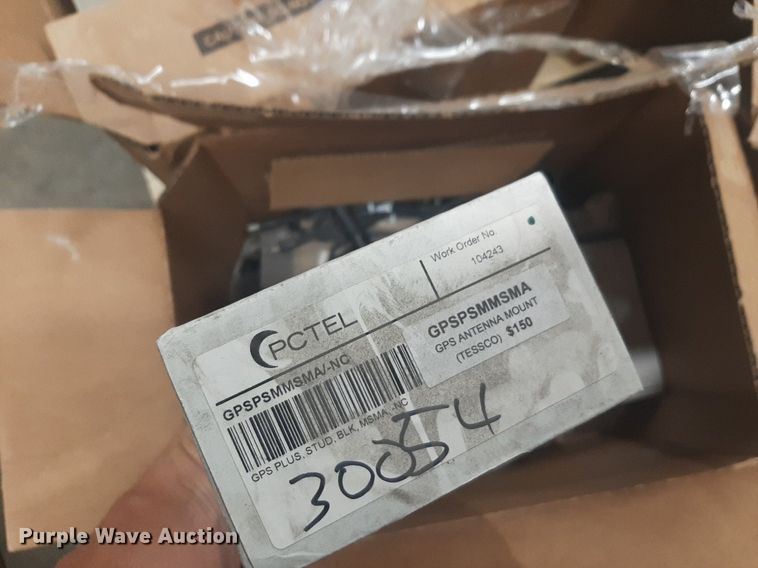 PCTEL
Work Order No.
104243
GPSPSMMSMA/-NC
GPS PLUS, STUD, BLK, MSMA, -NC
GPSPSMMSMA
GPS ANTENNA MOUNT
(TESSCO) $150
30054
Purple Wave Auction